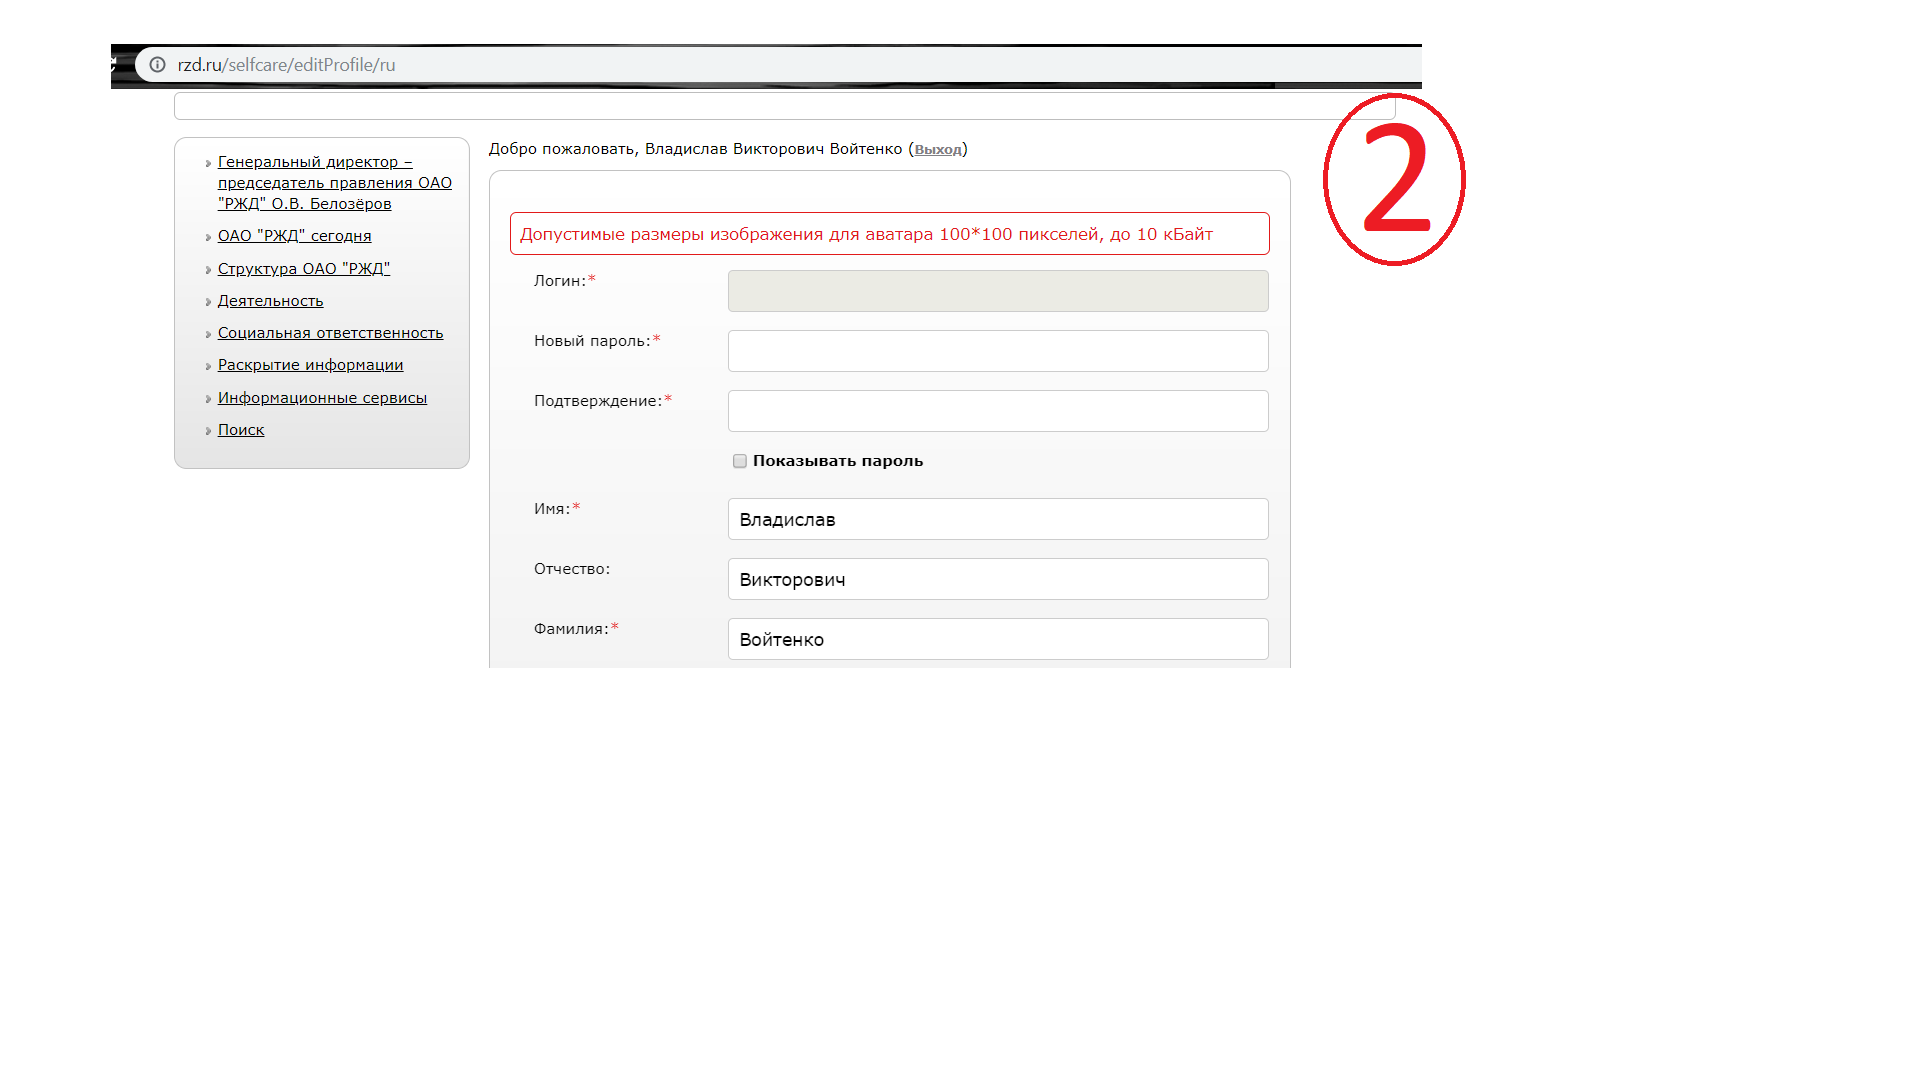 rzd.ru/selfcare/editProfile/ru
2
Генеральный директор –
председатель правления ОАО
"РЖД" О.В. Белозёров
ОАО "РЖД" сегодня
Структура ОАО "РЖД"
Деятельность
Социальная ответственность
Раскрытие информации
Информационные сервисы
Поиск
Добро пожаловать, Владислав Викторович Войтенко (Выход)
Допустимые размеры изображения для аватара 100*100 пикселей, до 10 кБайт
Логин:*
Новый пароль:*
Подтверждение:*
Показывать пароль
Имя:* Владислав
Отчество: Викторович
Фамилия:* Войтенко